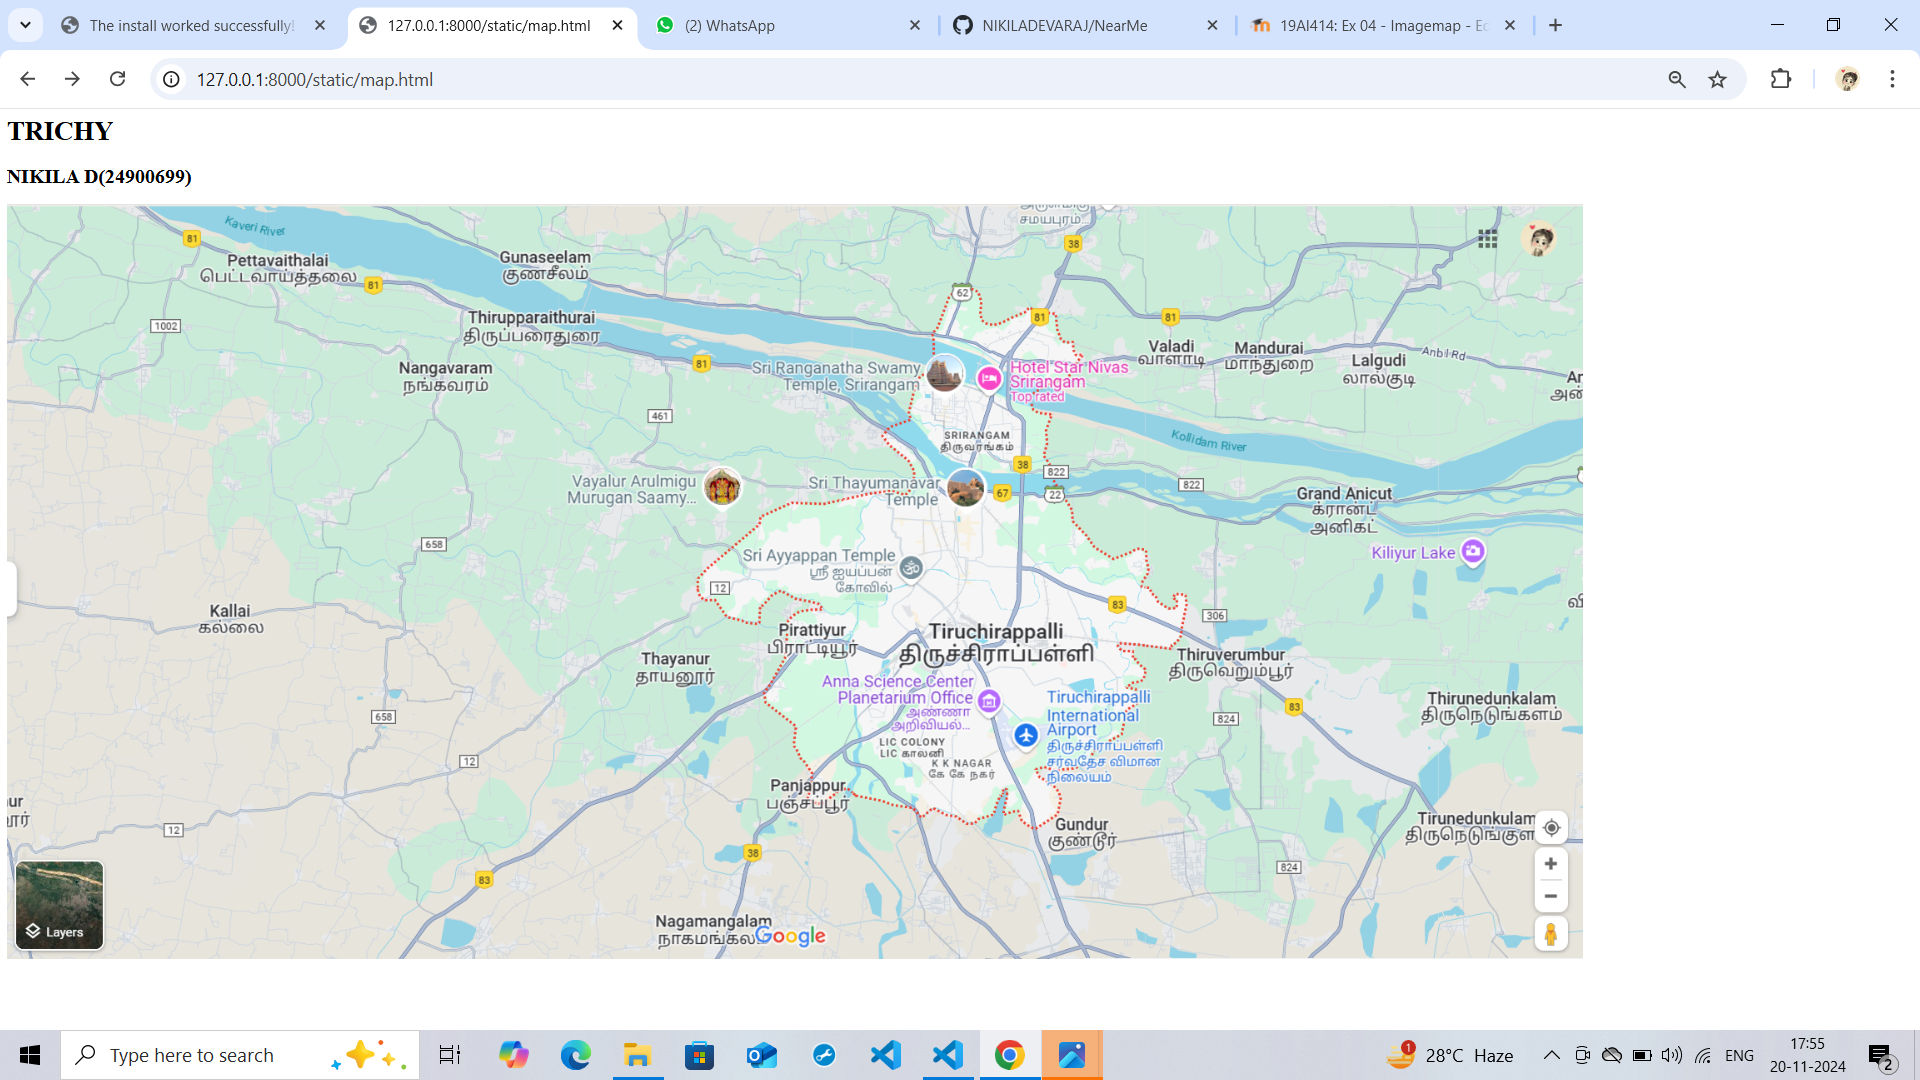 The install worked successfully!
127.0.0.1:8000/static/map.html
(2) WhatsApp
NIKILADEVARAJ/NearMe
19AI414: Ex 04 - Imagemap - Ec
127.0.0.1:8000/static/map.html
TRICHY
NIKILA D(24900699)
Kaveri River
81
Pettavaithalai
பெட்டவாய்த்தலை
81
Gunaseelam
குணசீலம்
சமயபுரம்...
38
62
1002
Thirupparaithurai
திருப்பரைதுரை
81
81
81
Valadi
வாளாடி
Mandurai
மாந்துறை
Lalgudi
லால்குடி
Anbil Rd
Nangavaram
நங்கவரம்
Sri Ranganatha Swamy
Temple, Srirangam
Hotel Star Nivas
Srirangam
Top rated
461
SRIRANGAM
திருவரங்கம்
Kollidam River
38
822
822
Vayalur Arulmigu
Murugan Saamy...
Sri Thayumanavar
Temple
67
22
Grand Anicut
க்ராண்ட்
அனிகட்
658
Sri Ayyappan Temple
ஸ்ரீ ஐயப்பன்
கோவில்
Kiliyur Lake
12
83
306
Kallai
கல்லை
Pirattiyur
பிராட்டியூர்
Tiruchirappalli
திருச்சிராப்பள்ளி
Thayanur
தாயனூர்
Thiruverumbur
திருவெறும்பூர்
Anna Science Center
Planetarium Office
அண்ணா
அறிவியல்...
Tiruchirappalli
International
Airport
திருச்சிராப்பள்ளி
சர்வதேச விமான
நிலையம்
658
824
83
Thirunedunkalam
திருநெடுங்களம்
LIC COLONY
LIC காலனி
K K NAGAR
கே கே நகர்
12
Panjappur
பஞ்சப்பூர்
12
Gundur
குண்டூர்
Tirunedunkulam
திருநெடுங்குள
38
83
824
Layers
Nagamangalam
நாகமங்கல
Google
Type here to search
1
28°C Haze
ENG
17:55
20-11-2024
2